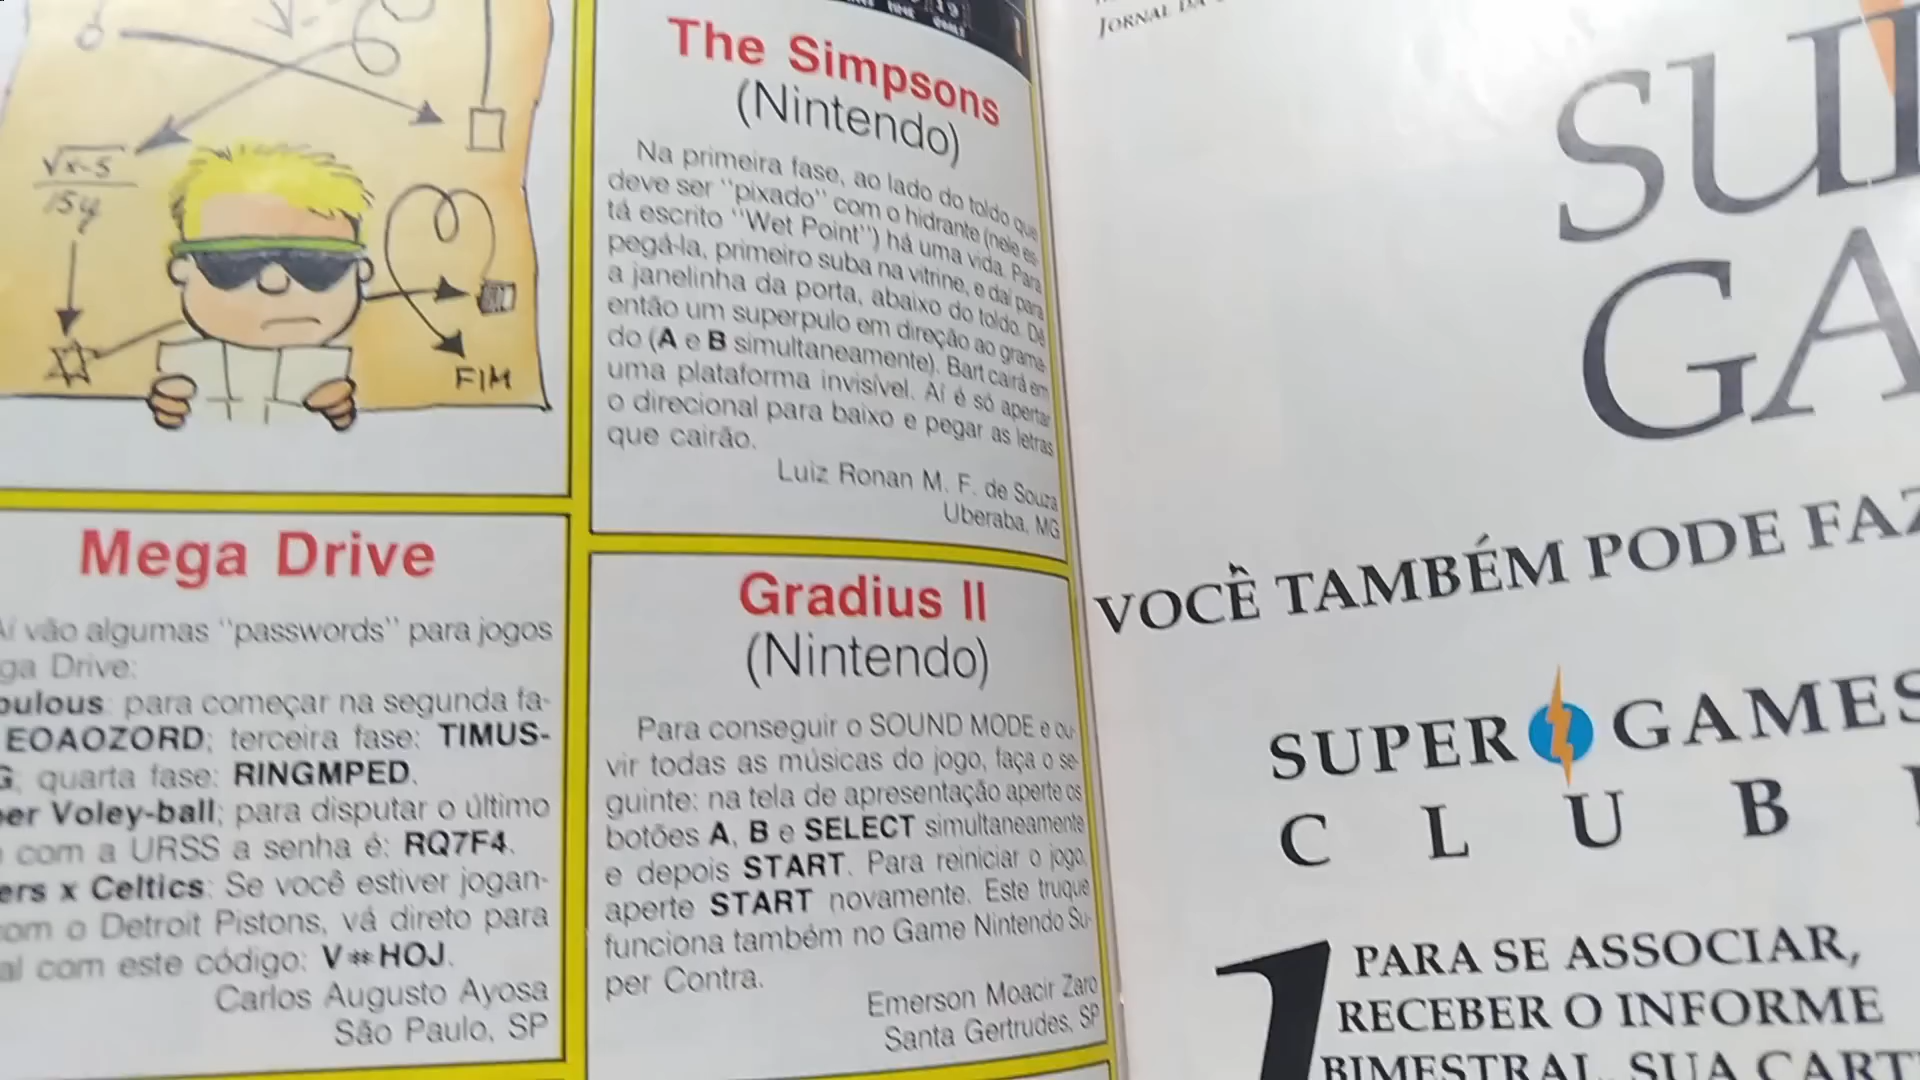 √x-5
15y
FIM
Mega Drive
vão algumas "passwords" para jogos
ga Drive:
pulous: para começar na segunda fa-
EOAOZORD; terceira fase: TIMUS-
G; quarta fase: RINGMPED.
per Voley-ball; para disputar o último
com a URSS a senha é: RQ7F4.
ers x Celtics: Se você estiver jogan-
om o Detroit Pistons, vá direto para
al com este código: V#HOJ.
Carlos Augusto Ayosa
São Paulo, SP
The Simpsons
(Nintendo)
Na primeira fase, ao lado do toldo que
deve ser "pixado" com o hidrante (nele es-
tá escrito "Wet Point") há uma vida. Para
pegá-la, primeiro suba na vitrine, e daí para
a janelinha da porta, abaixo do toldo. Dê
então um superpulo em direção ao grama-
do (A e B simultaneamente). Bart cairá em
uma plataforma invisível. Aí é só apertar
o direcional para baixo e pegar as letras
que cairão.
Luiz Ronan M. F. de Souza
Uberaba, MG
Gradius II
(Nintendo)
Para conseguir o SOUND MODE e ou-
vir todas as músicas do jogo, faça o se-
guinte: na tela de apresentação aperte os
botões A, B e SELECT simultaneamente
e depois START. Para reiniciar o jogo,
aperte START novamente. Este truque
funciona também no Game Nintendo Su-
per Contra.
Emerson Moacir Zaro
Santa Gertrudes, SP
JORNAL DA
SU
GA
VOCÊ TAMBÉM PODE FAZ
SUPER GAMES
CLUB
1 PARA SE ASSOCIAR,
RECEBER O INFORME
BIMESTRAL, SUA CART